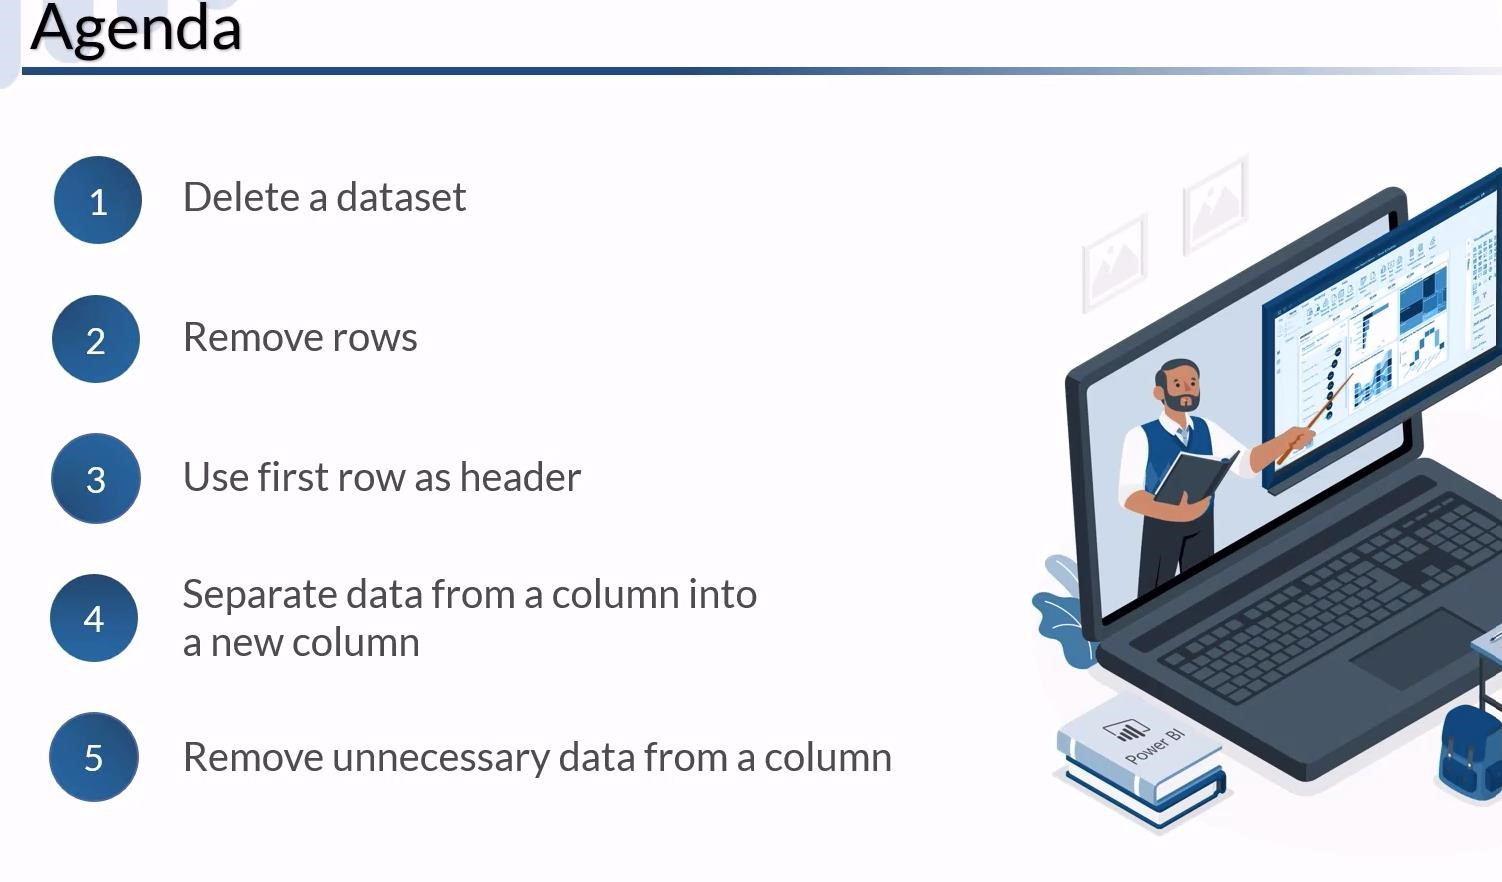 Agenda
1 Delete a dataset
2 Remove rows
3 Use first row as header
4 Separate data from a column into
a new column
5 Remove unnecessary data from a column
Power BI